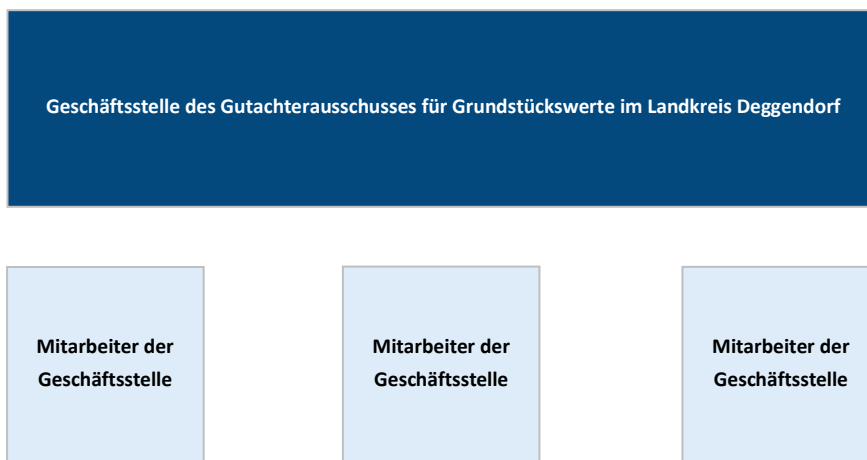 Geschäftsstelle des Gutachterausschusses für Grundstückswerte im Landkreis Deggendorf
Mitarbeiter der
Geschäftsstelle
Mitarbeiter der
Geschäftsstelle
Mitarbeiter der
Geschäftsstelle